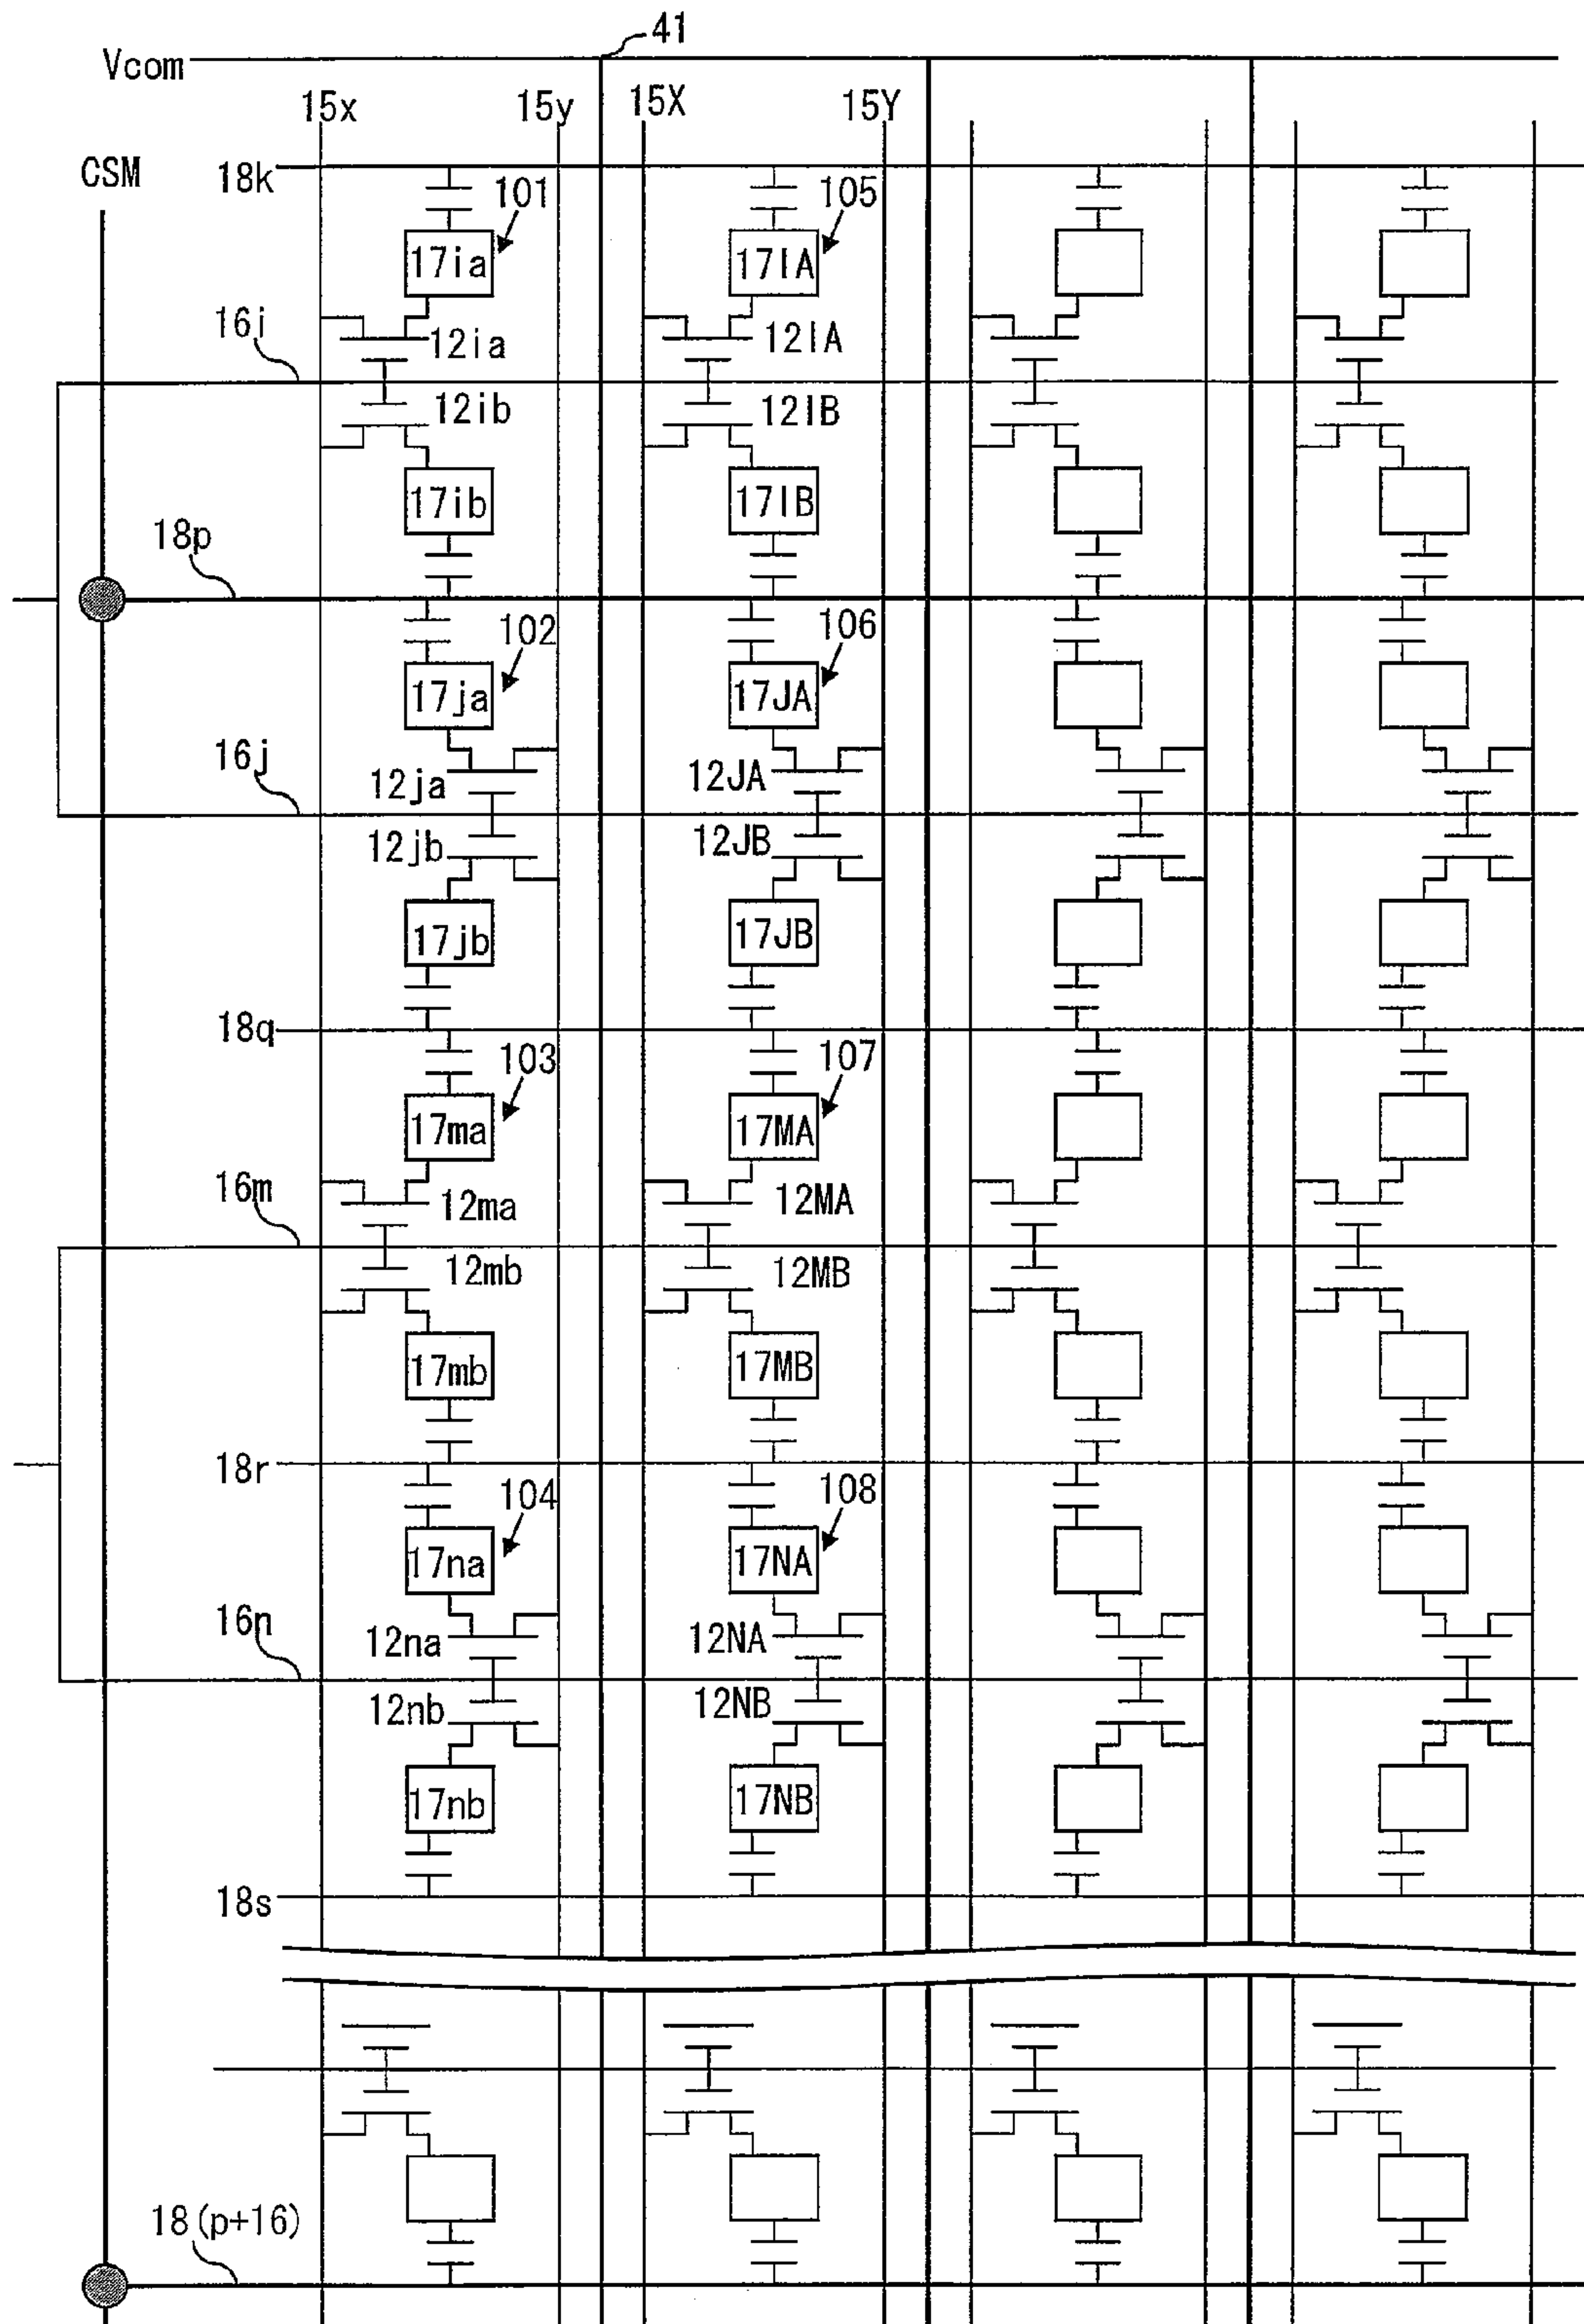 41
Vcom
15x 15y 15X 15Y
CSM
18k
101 105
17ia 17IA
16i
12ia 12IA
12ib 12IB
17ib 17IB
18p
102 106
17ja 17JA
16j
12ja 12JA
12jb 12JB
17jb 17JB
18q
103 107
17ma 17MA
16m
12ma 12MA
12mb 12MB
17mb 17MB
18r
104 108
17na 17NA
16n
12na 12NA
12nb 12NB
17nb 17NB
18s
18(p+16)